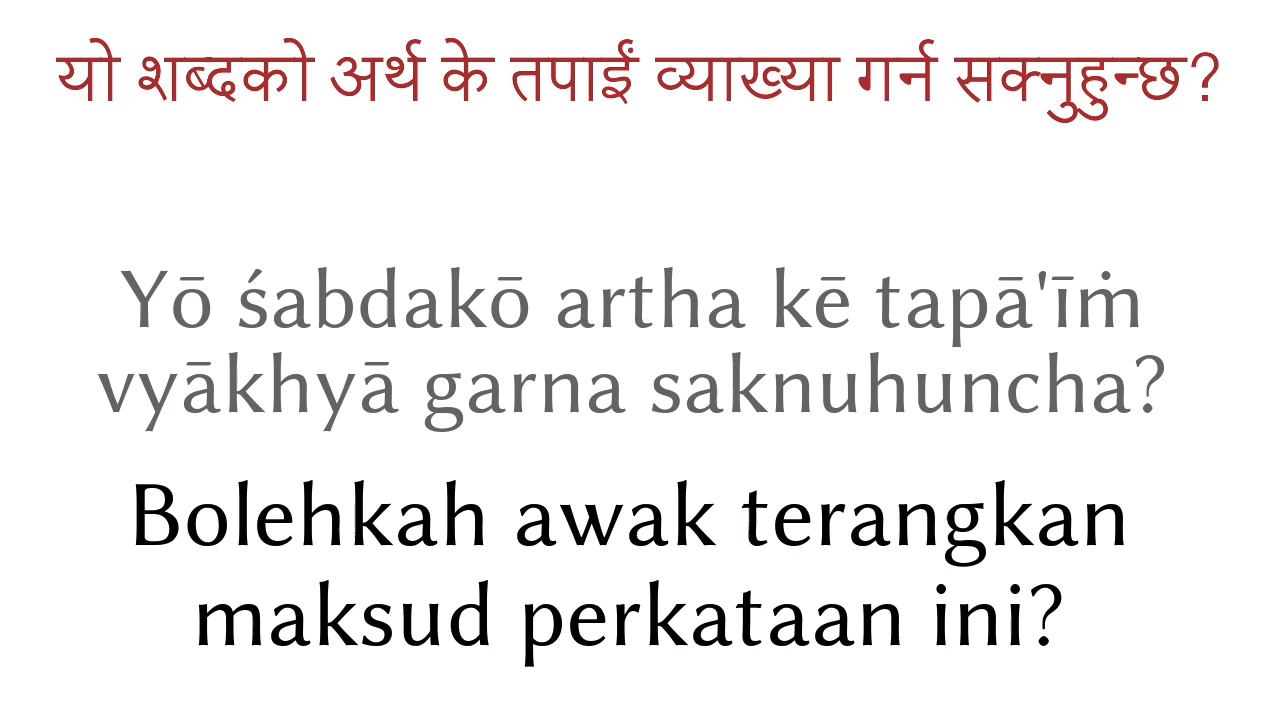 यो शब्दको अर्थ के तपाईं व्याख्या गर्न सक्नुहुन्छ?
Yō śabdakō artha kē tapā'īṁ
vyākhyā garna saknuhuncha?
Bolehkah awak terangkan
maksud perkataan ini?